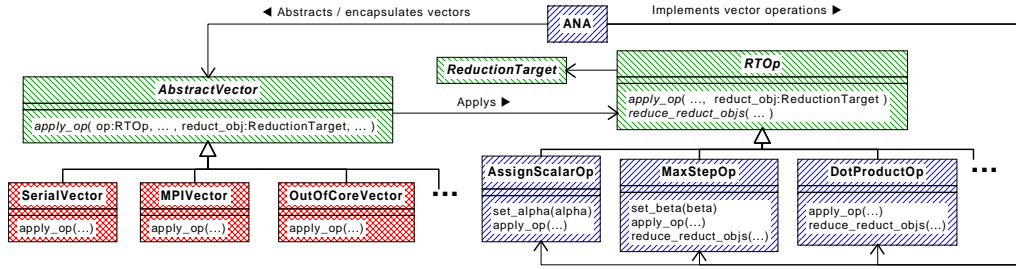 ◄ Abstracts / encapsulates vectors
ANA
Implements vector operations ►
ReductionTarget
RTOp
AbstractVector
Applys ►
apply_op( ..., reduct_obj:ReductionTarget )
reduce_reduct_objs( ... )
apply_op( op:RTOp, ... , reduct_obj:ReductionTarget, ... )
SerialVector
MPIVector
OutOfCoreVector
...
AssignScalarOp
MaxStepOp
DotProductOp
...
apply_op(...)
apply_op(...)
apply_op(...)
set_alpha(alpha)
apply_op(...)
set_beta(beta)
apply_op(...)
reduce_reduct_objs(...)
apply_op(...)
reduce_reduct_objs(...)